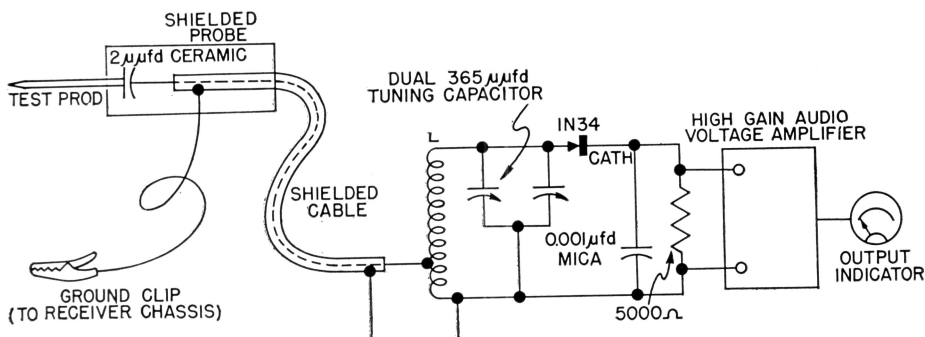 SHIELDED
PROBE
2µµfd CERAMIC
TEST PROD
DUAL 365µµfd
TUNING CAPACITOR
L
IN34
CATH
HIGH GAIN AUDIO
VOLTAGE AMPLIFIER
SHIELDED
CABLE
0.001µfd
MICA
OUTPUT
INDICATOR
GROUND CLIP
(TO RECEIVER CHASSIS)
5000Ω